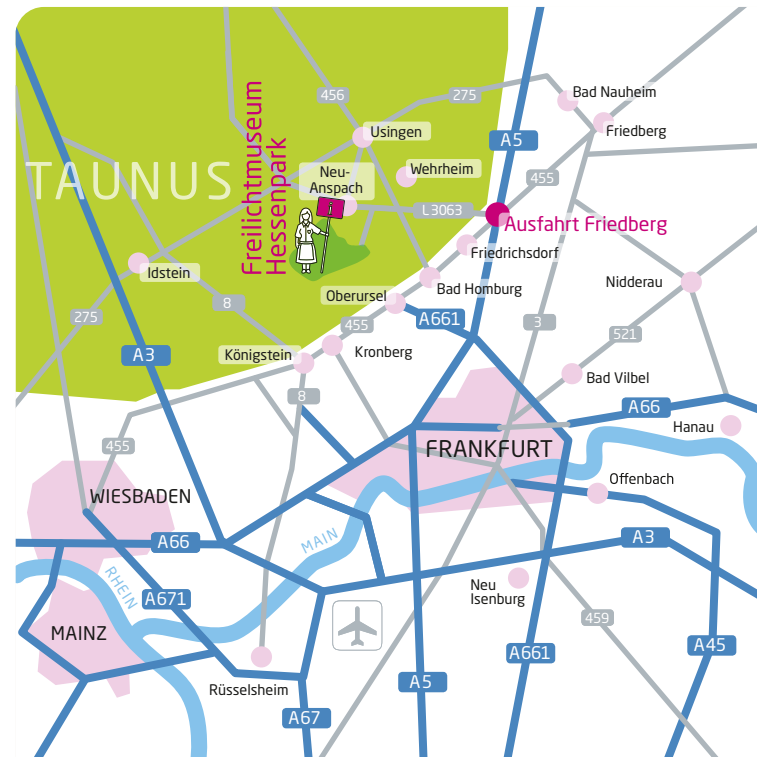 Bad Nauheim
456
275
Usingen
Friedberg
A5
Freilichtmuseum
Hessenpark
TAUNUS
Neu-
Anspach
Wehrheim
455
L3063
Ausfahrt Friedberg
Friedrichsdorf
Idstein
Bad Homburg
Nidderau
Oberursel
8
275
455
A661
3
521
A3
Königstein
Kronberg
Bad Vilbel
8
A66
Hanau
455
FRANKFURT
WIESBADEN
Offenbach
A66
MAIN
A3
RHEIN
A671
Neu
Isenburg
459
MAINZ
A661
A45
Rüsselsheim
A5
A67